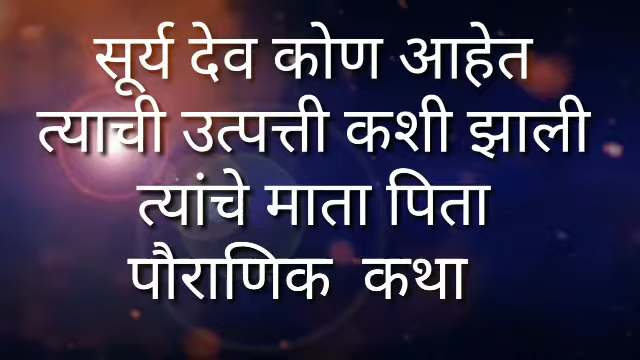 सूर्य देव कोण आहेत
त्याची उत्पत्ती कशी झाली
त्यांचे माता पिता
पौराणिक कथा